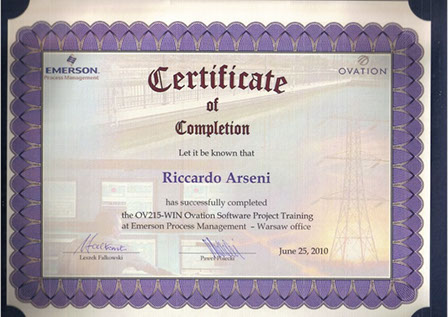 EMERSON.
Process Management
OVATION
Certificate
of
Completion
Let it be known that
Riccardo Arseni
has successfully completed
the OV215-WIN Ovation Software Project Training
at Emerson Process Management – Warsaw office
Leszek Falkowski
Paweł
June 25, 2010